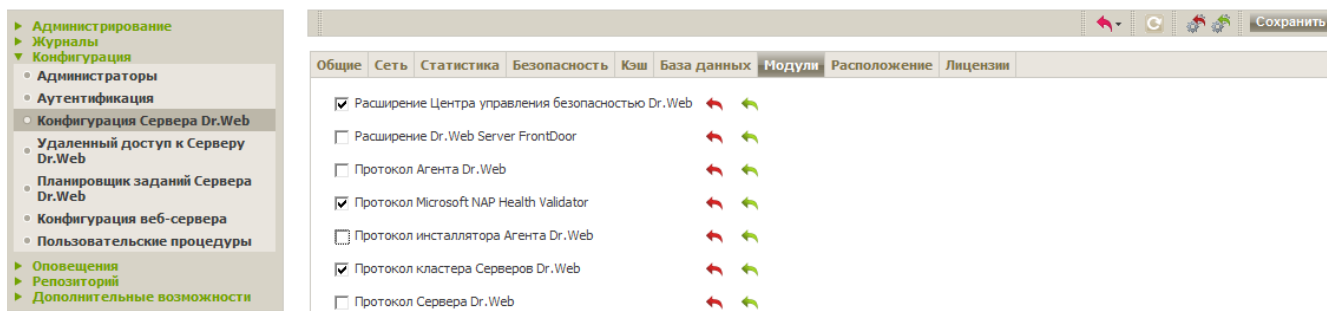 Администрирование
Журналы
Конфигурация
Администраторы
Аутентификация
Конфигурация Сервера Dr.Web
Удаленный доступ к Серверу
Dr.Web
Планировщик заданий Сервера
Dr.Web
Конфигурация веб-сервера
Пользовательские процедуры
Оповещения
Репозиторий
Дополнительные возможности
Сохранить
Общие Сеть Статистика Безопасность Кэш База данных Модули Расположение Лицензии
Расширение Центра управления безопасностью Dr.Web
Расширение Dr.Web Server FrontDoor
Протокол Агента Dr.Web
Протокол Microsoft NAP Health Validator
Протокол инсталлятора Агента Dr.Web
Протокол кластера Серверов Dr.Web
Протокол Сервера Dr.Web